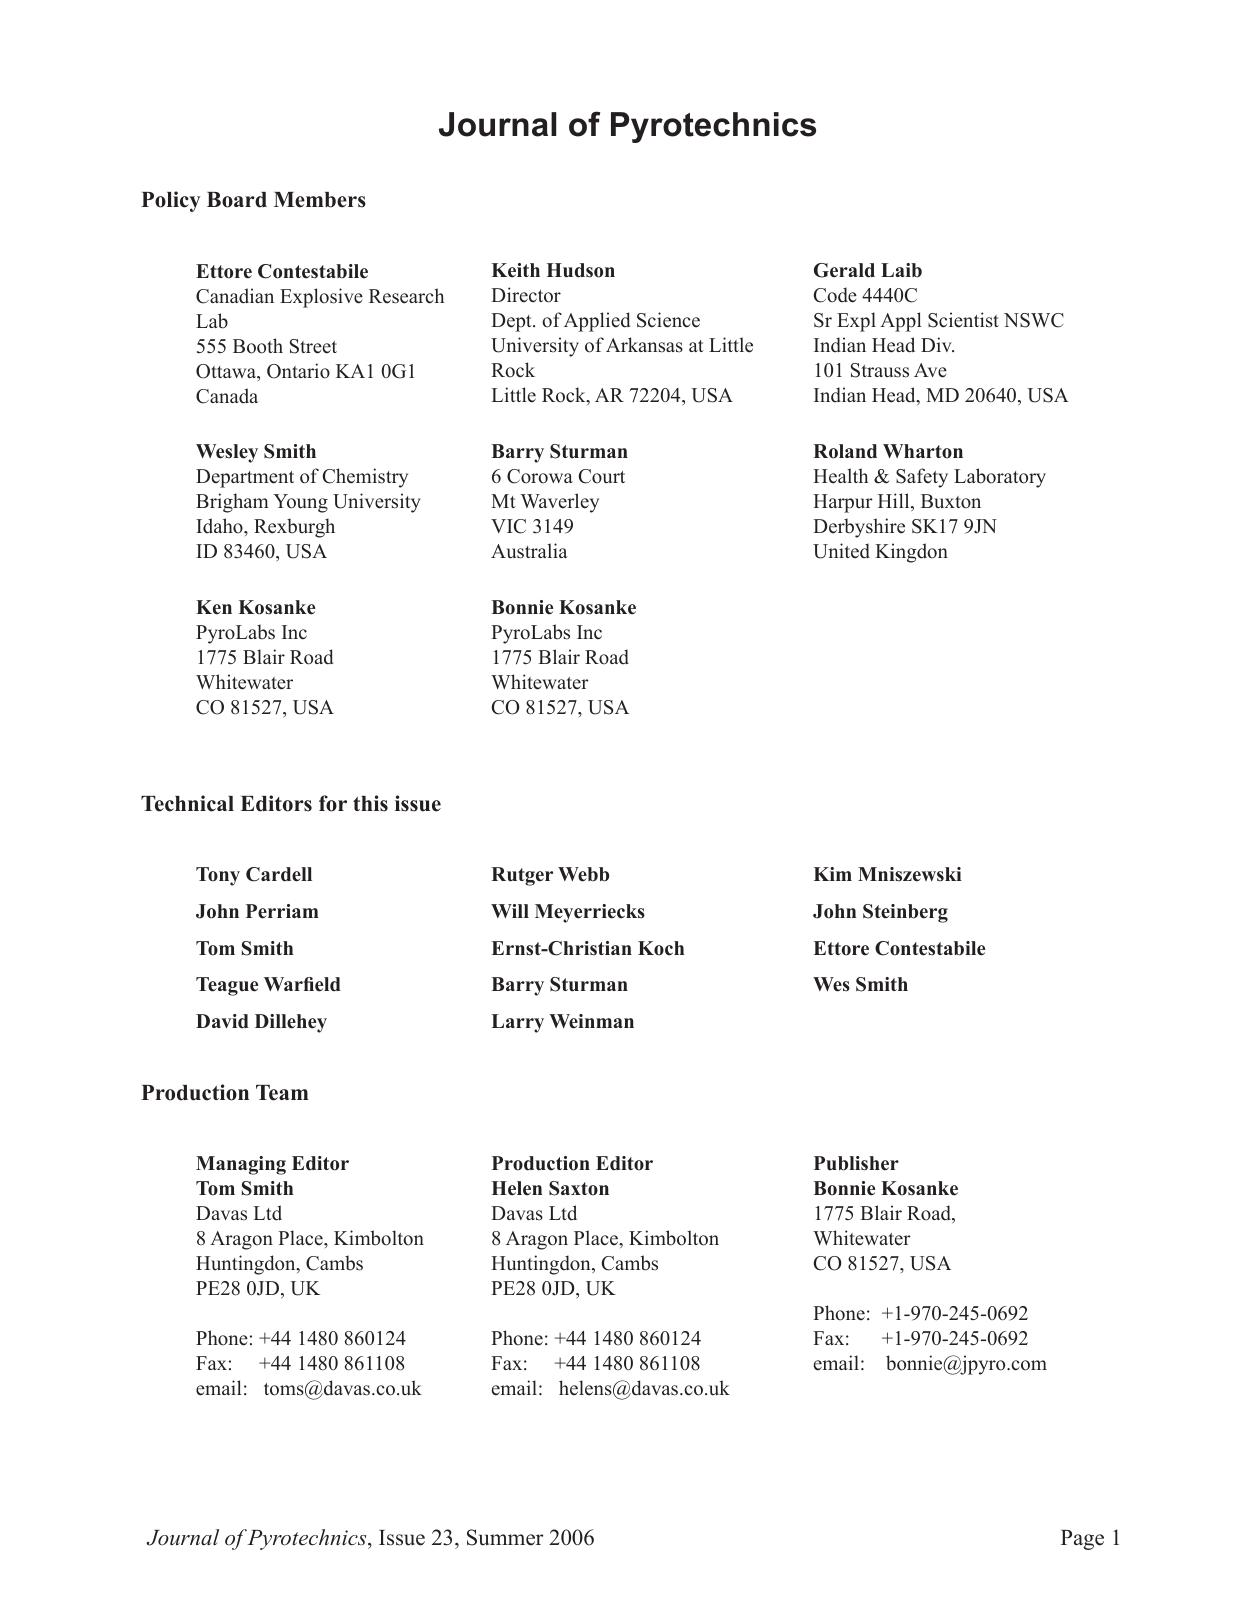 Journal of Pyrotechnics
Policy Board Members
Ettore Contestabile
Canadian Explosive Research
Lab
555 Booth Street
Ottawa, Ontario KA1 0G1
Canada
Keith Hudson
Director
Dept. of Applied Science
University of Arkansas at Little
Rock
Little Rock, AR 72204, USA
Gerald Laib
Code 4440C
Sr Expl Appl Scientist NSWC
Indian Head Div.
101 Strauss Ave
Indian Head, MD 20640, USA
Wesley Smith
Department of Chemistry
Brigham Young University
Idaho, Rexburgh
ID 83460, USA
Barry Sturman
6 Corowa Court
Mt Waverley
VIC 3149
Australia
Roland Wharton
Health & Safety Laboratory
Harpur Hill, Buxton
Derbyshire SK17 9JN
United Kingdon
Ken Kosanke
PyroLabs Inc
1775 Blair Road
Whitewater
CO 81527, USA
Bonnie Kosanke
PyroLabs Inc
1775 Blair Road
Whitewater
CO 81527, USA
Technical Editors for this issue
Tony Cardell
Rutger Webb
Kim Mniszewski
John Perriam
Will Meyerriecks
John Steinberg
Tom Smith
Ernst-Christian Koch
Ettore Contestabile
Teague Warfield
Barry Sturman
Wes Smith
David Dillehey
Larry Weinman
Production Team
Managing Editor
Tom Smith
Davas Ltd
8 Aragon Place, Kimbolton
Huntingdon, Cambs
PE28 0JD, UK
Phone: +44 1480 860124
Fax: +44 1480 861108
email: toms@davas.co.uk
Production Editor
Helen Saxton
Davas Ltd
8 Aragon Place, Kimbolton
Huntingdon, Cambs
PE28 0JD, UK
Phone: +44 1480 860124
Fax: +44 1480 861108
email: helens@davas.co.uk
Publisher
Bonnie Kosanke
1775 Blair Road,
Whitewater
CO 81527, USA
Phone: +1-970-245-0692
Fax: +1-970-245-0692
email: bonnie@jpyro.com
Journal of Pyrotechnics, Issue 23, Summer 2006
Page 1